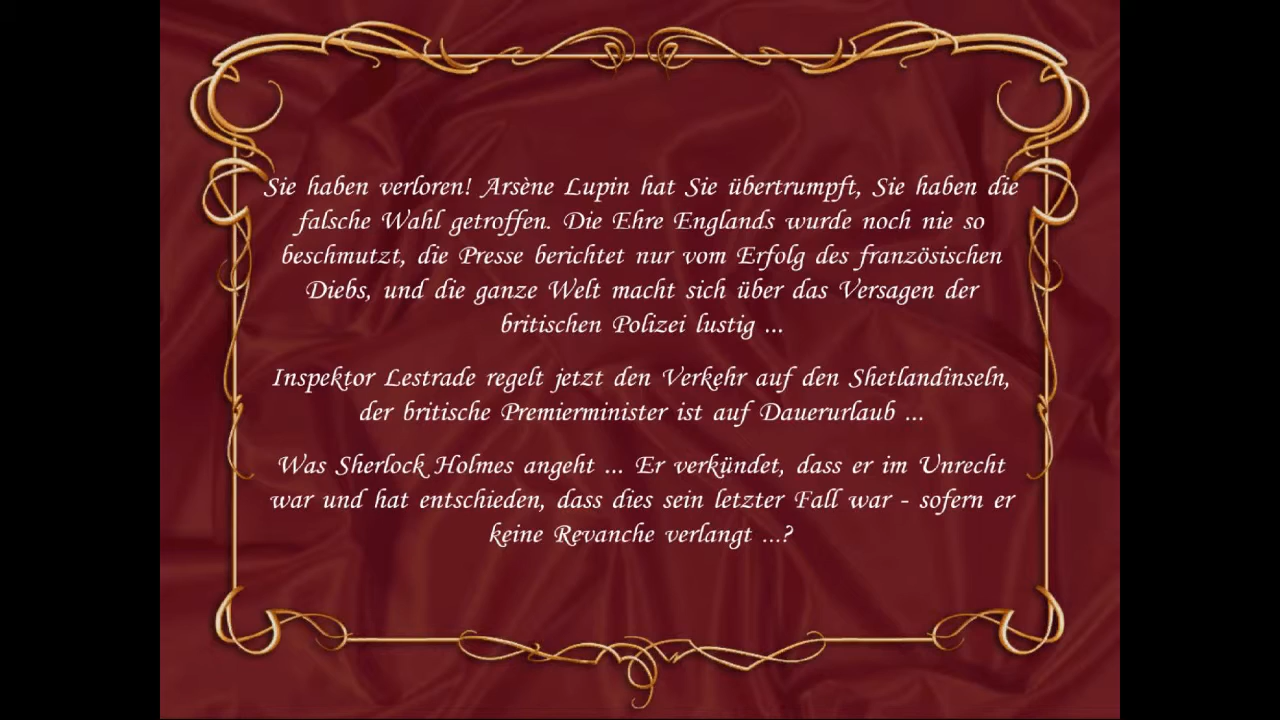 Sie haben verloren! Arsène Lupin hat Sie übertrumpft, Sie haben die
falsche Wahl getroffen. Die Ehre Englands wurde noch nie so
beschmutzt, die Presse berichtet nur vom Erfolg des französischen
Diebs, und die ganze Welt macht sich über das Versagen der
britischen Polizei lustig ...
Inspektor Lestrade regelt jetzt den Verkehr auf den Shetlandinseln,
der britische Premierminister ist auf Dauerurlaub ...
Was Sherlock Holmes angeht ... Er verkündet, dass er im Unrecht
war und hat entschieden, dass dies sein letzter Fall war - sofern er
keine Revanche verlangt ...?